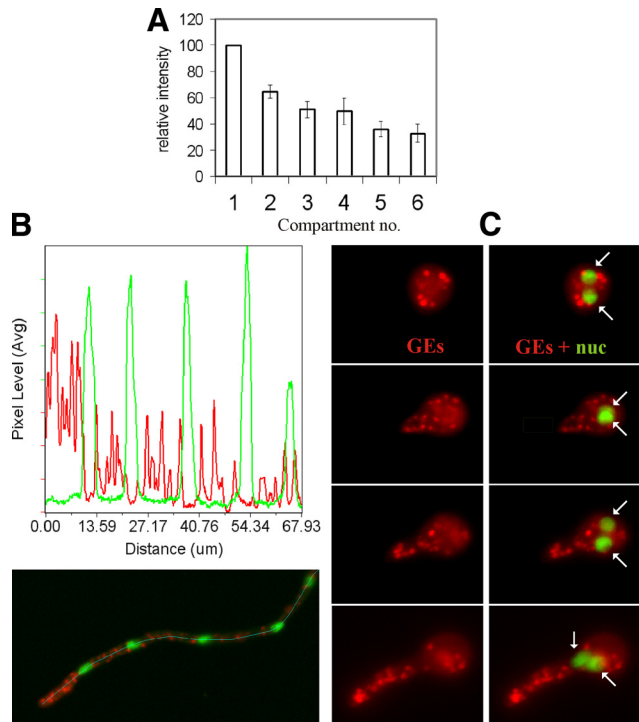 A
relative intensity
120
100
80
60
40
20
0
1 2 3 4 5 6
Compartment no.
B
Pixel Level (Avg)
0.00 13.59 27.17 40.76 54.34 67.93
Distance (um)
C
GEs
GEs + nuc